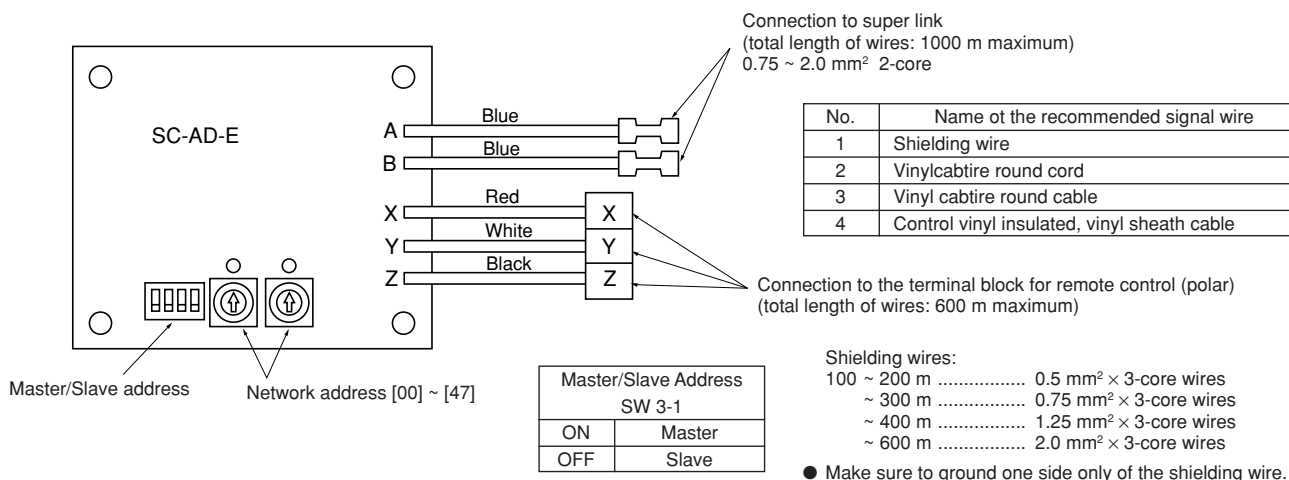 Connection to super link
(total length of wires: 1000 m maximum)
0.75 ~ 2.0 mm² 2-core
SC-AD-E
A Blue
B Blue
X Red X
Y White Y
Z Black Z
No. Name ot the recommended signal wire
1 Shielding wire
2 Vinylcabtire round cord
3 Vinyl cabtire round cable
4 Control vinyl insulated, vinyl sheath cable
Connection to the terminal block for remote control (polar)
(total length of wires: 600 m maximum)
Master/Slave address
Network address [00] ~ [47]
Master/Slave Address
SW 3-1
ON Master
OFF Slave
Shielding wires:
100 ~ 200 m ................. 0.5 mm² × 3-core wires
~ 300 m ................. 0.75 mm² × 3-core wires
~ 400 m ................. 1.25 mm² × 3-core wires
~ 600 m ................. 2.0 mm² × 3-core wires
● Make sure to ground one side only of the shielding wire.